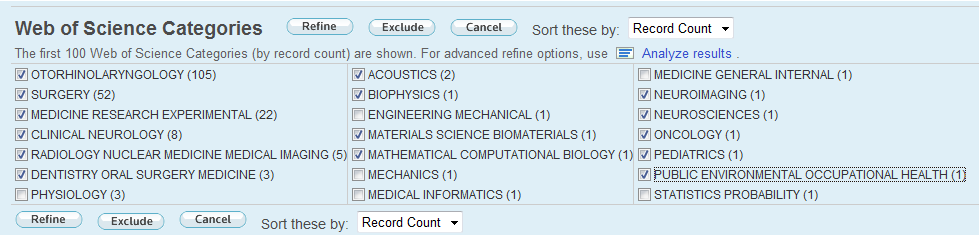 Web of Science Categories Refine Exclude Cancel Sort these by: Record Count
The first 100 Web of Science Categories (by record count) are shown. For advanced refine options, use Analyze results .
OTORHINOLARYNGOLOGY (105)
SURGERY (52)
MEDICINE RESEARCH EXPERIMENTAL (22)
CLINICAL NEUROLOGY (8)
RADIOLOGY NUCLEAR MEDICINE MEDICAL IMAGING (5)
DENTISTRY ORAL SURGERY MEDICINE (3)
PHYSIOLOGY (3)
ACOUSTICS (2)
BIOPHYSICS (1)
ENGINEERING MECHANICAL (1)
MATERIALS SCIENCE BIOMATERIALS (1)
MATHEMATICAL COMPUTATIONAL BIOLOGY (1)
MECHANICS (1)
MEDICAL INFORMATICS (1)
MEDICINE GENERAL INTERNAL (1)
NEUROIMAGING (1)
NEUROSCIENCES (1)
ONCOLOGY (1)
PEDIATRICS (1)
PUBLIC ENVIRONMENTAL OCCUPATIONAL HEALTH (1)
STATISTICS PROBABILITY (1)
Refine Exclude Cancel Sort these by: Record Count